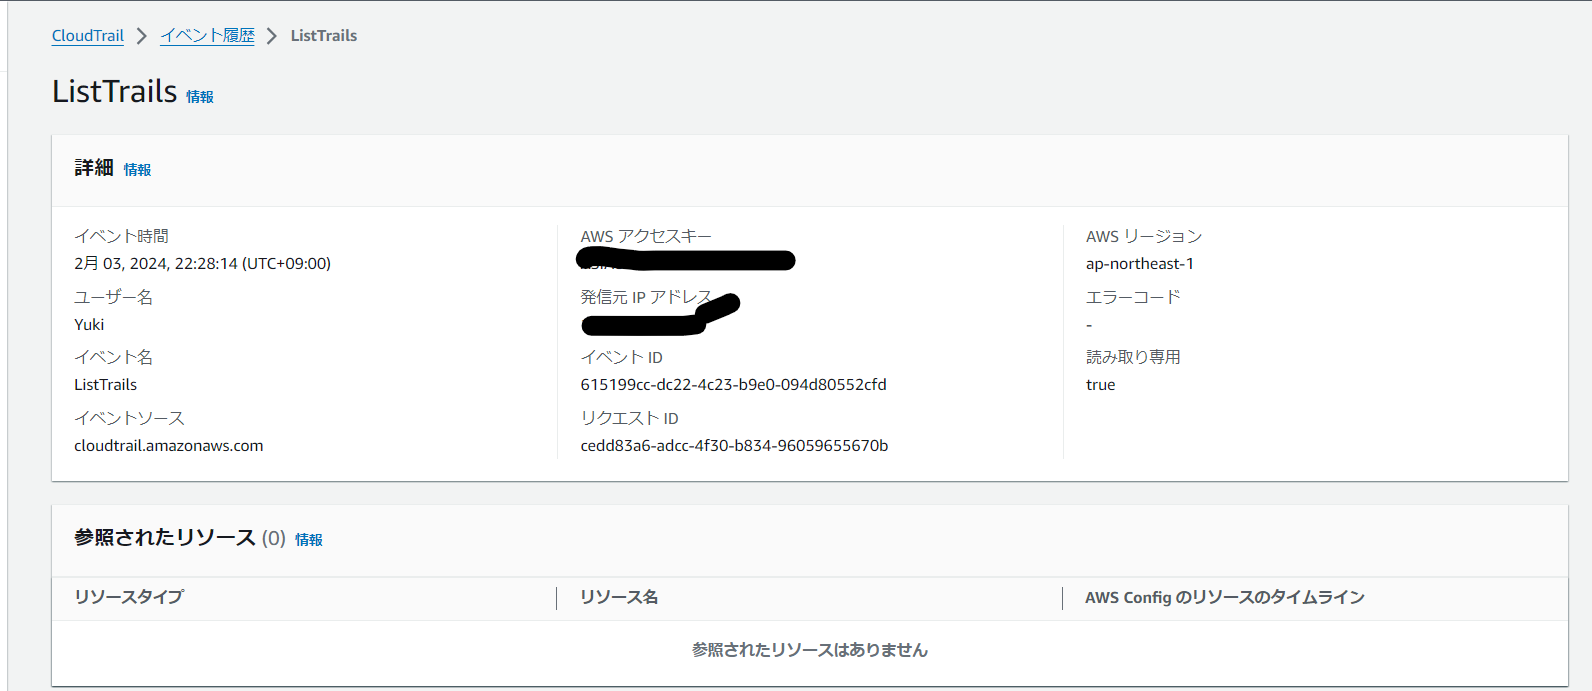 CloudTrail > イベント履歴 > ListTrails
ListTrails 情報
詳細 情報
イベント時間
2月 03, 2024, 22:28:14 (UTC+09:00)
ユーザー名
Yuki
イベント名
ListTrails
イベントソース
cloudtrail.amazonaws.com
AWS アクセスキー
発信元 IP アドレス
イベント ID
615199cc-dc22-4c23-b9e0-094d80552cfd
リクエスト ID
cedd83a6-adcc-4f30-b834-96059655670b
AWS リージョン
ap-northeast-1
エラーコード
-
読み取り専用
true
参照されたリソース (0) 情報
リソースタイプ
リソース名
AWS Config のリソースのタイムライン
参照されたリソースはありません